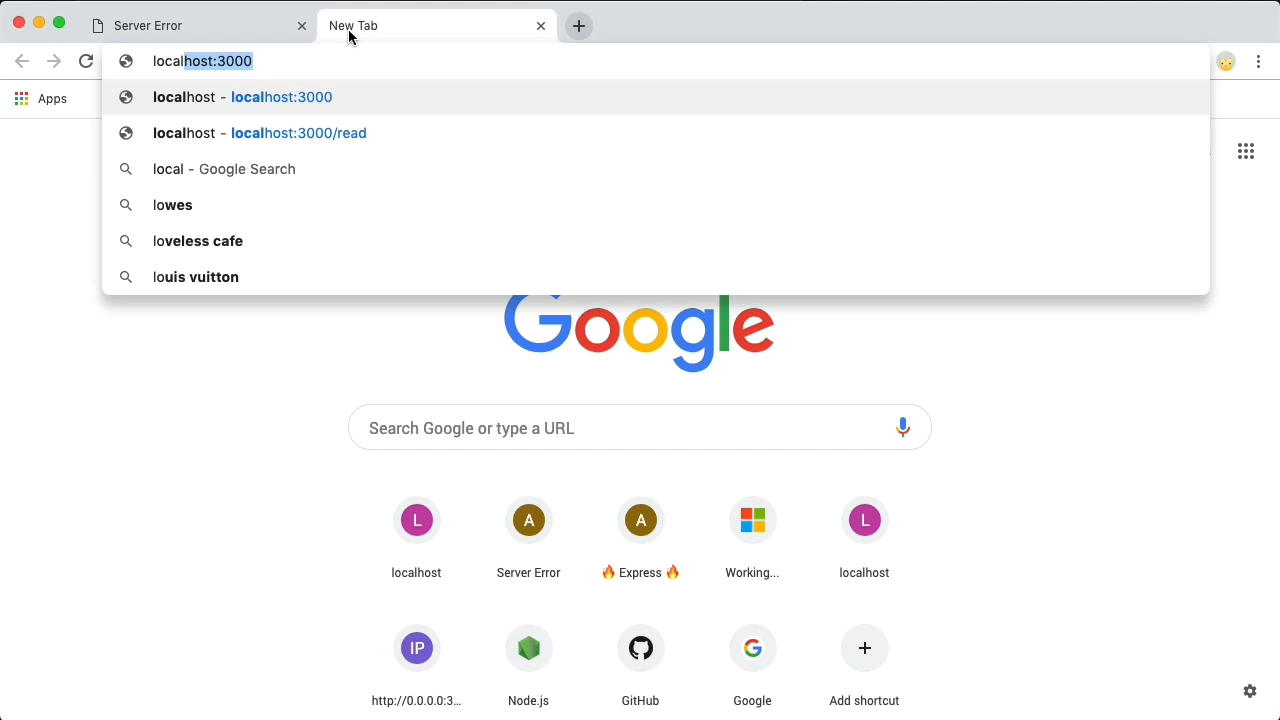 Server Error
New Tab
localhost:3000
Apps
localhost - localhost:3000
localhost - localhost:3000/read
local - Google Search
lowes
loveless cafe
louis vuitton
Google
Search Google or type a URL
L A A L
localhost Server Error 🔥 Express 🔥 Working... localhost
IP
http://0.0.0.0:3... Node.js GitHub Google Add shortcut